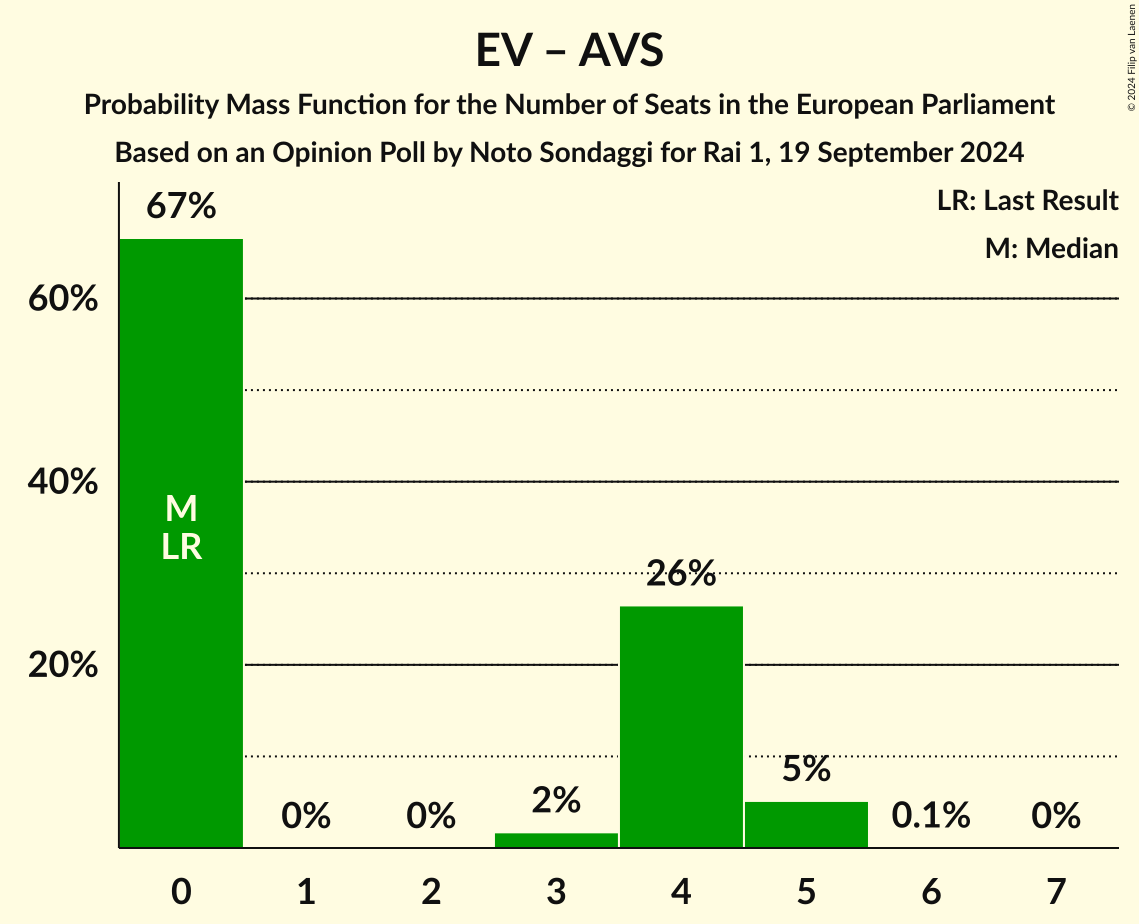 EV – AVS
Probability Mass Function for the Number of Seats in the European Parliament
Based on an Opinion Poll by Noto Sondaggi for Rai 1, 19 September 2024
© 2024 Filip van Laenen
LR: Last Result
M: Median
67%
60%
40%
20%
M
LR
0%
0%
2%
26%
5%
0.1%
0%
0 1 2 3 4 5 6 7